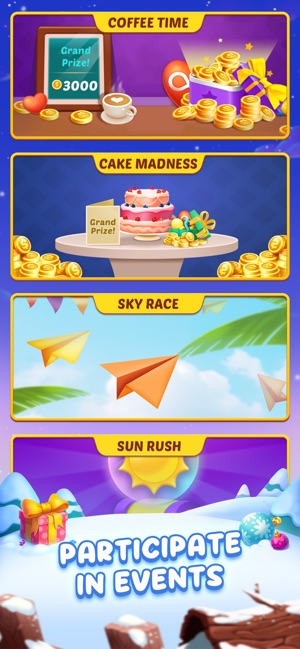 COFFEE TIME
Grand
Prize!
3000
CAKE MADNESS
Grand
Prize!
SKY RACE
SUN RUSH
PARTICIPATE
IN EVENTS